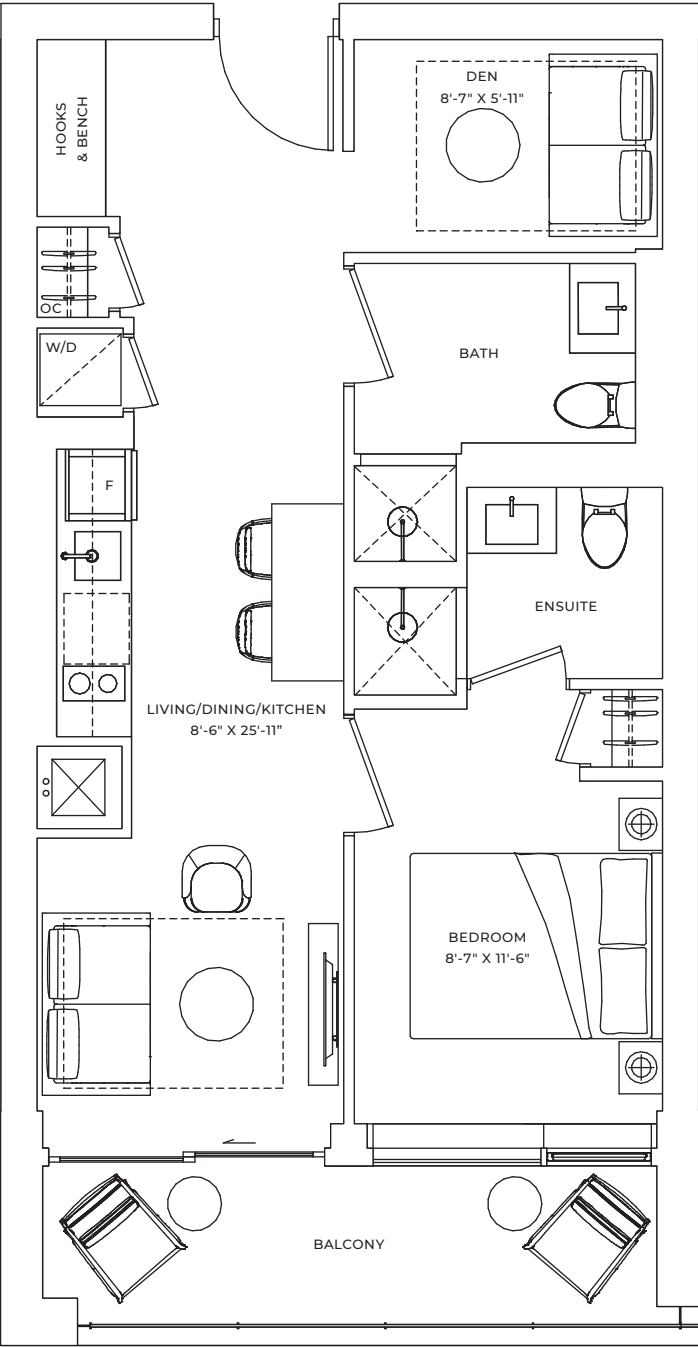 DEN
8'-7" X 5'-11"
HOOKS
& BENCH
OC
W/D
BATH
F
ENSUITE
LIVING/DINING/KITCHEN
8'-6" X 25'-11”
BEDROOM
8'-7" X 11'-6"
BALCONY